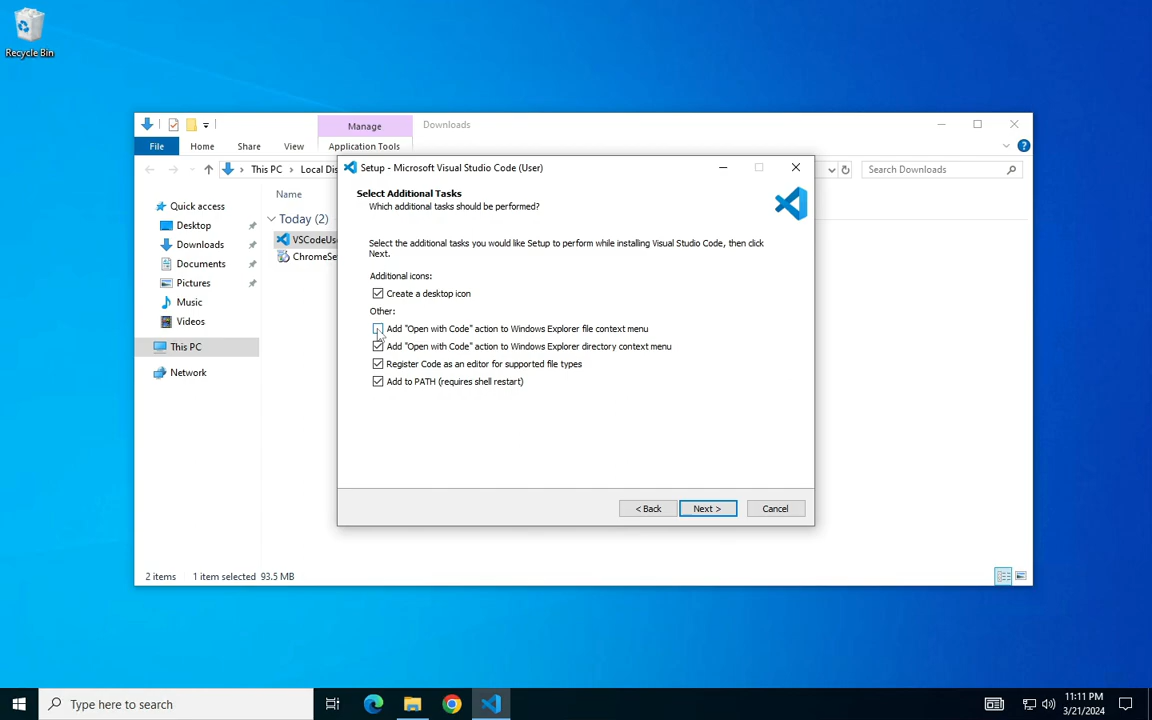 Recycle Bin
Manage
Downloads
File
Home
Share
View
Application Tools
This PC
Local Dis
Search Downloads
Quick access
Desktop
Downloads
Documents
Pictures
Music
Videos
This PC
Network
Name
Today (2)
VSCodeUse
ChromeSe
Setup - Microsoft Visual Studio Code (User)
Select Additional Tasks
Which additional tasks should be performed?
Select the additional tasks you would like Setup to perform while installing Visual Studio Code, then click
Next.
Additional icons:
Create a desktop icon
Other:
Add "Open with Code" action to Windows Explorer file context menu
Add "Open with Code" action to Windows Explorer directory context menu
Register Code as an editor for supported file types
Add to PATH (requires shell restart)
< Back
Next >
Cancel
2 items
1 item selected 93.5 MB
Type here to search
11:11 PM
3/21/2024